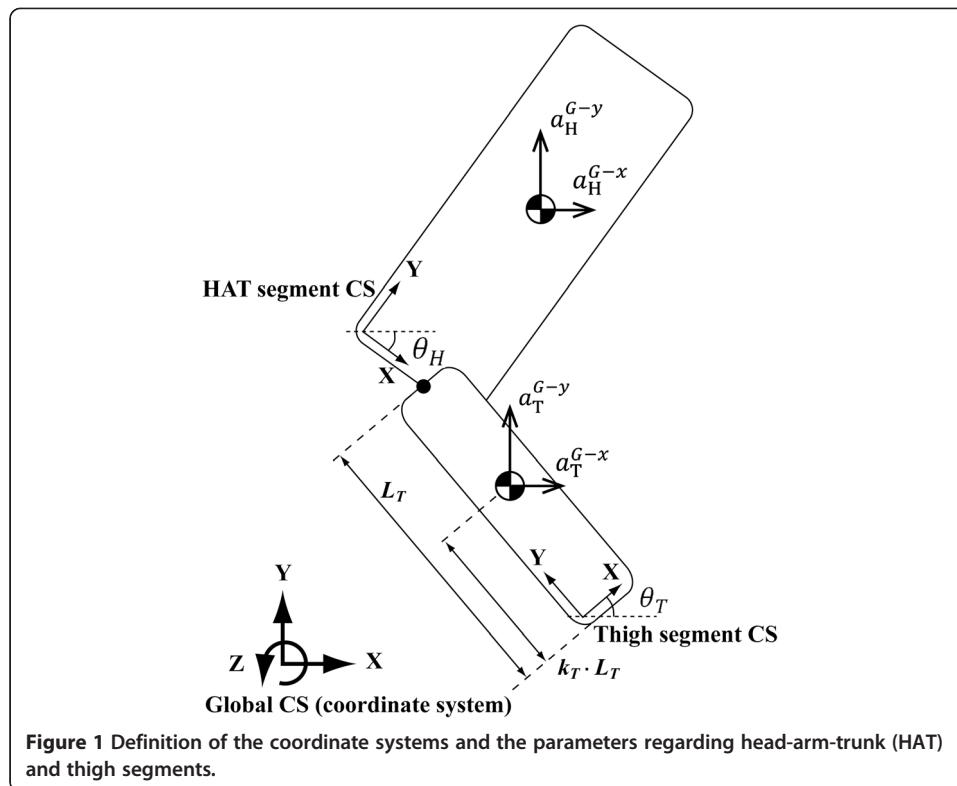 a_H^{G-y}
a_H^{G-x}
Y
HAT segment CS
θ_H
X
a_T^{G-y}
a_T^{G-x}
L_T
Y
X
θ_T
Y
Thigh segment CS
Z
X
k_T · L_T
Global CS (coordinate system)
Figure 1 Definition of the coordinate systems and the parameters regarding head-arm-trunk (HAT)
and thigh segments.